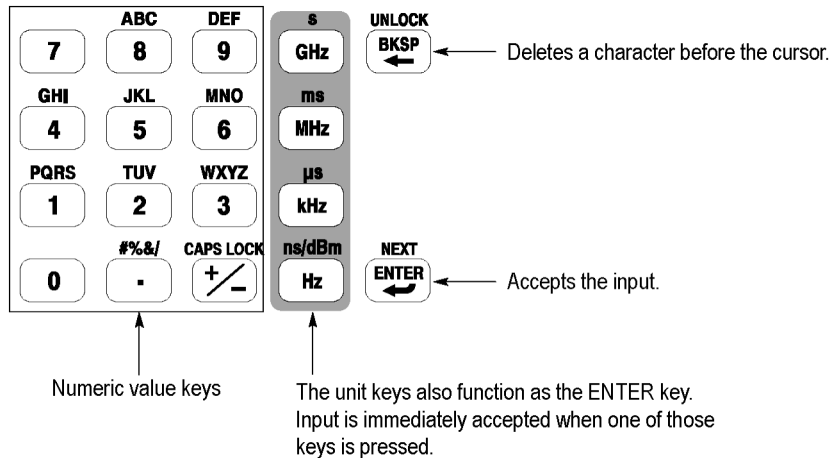 ABC DEF s UNLOCK
7 8 9 GHz BKSP
Deletes a character before the cursor.
GHI JKL MNO ms
4 5 6 MHz
PQRS TUV WXYZ µs
1 2 3 kHz
#%&/ CAPS LOCK ns/dBm NEXT
0 . +/− Hz ENTER
Accepts the input.
Numeric value keys
The unit keys also function as the ENTER key.
Input is immediately accepted when one of those
keys is pressed.